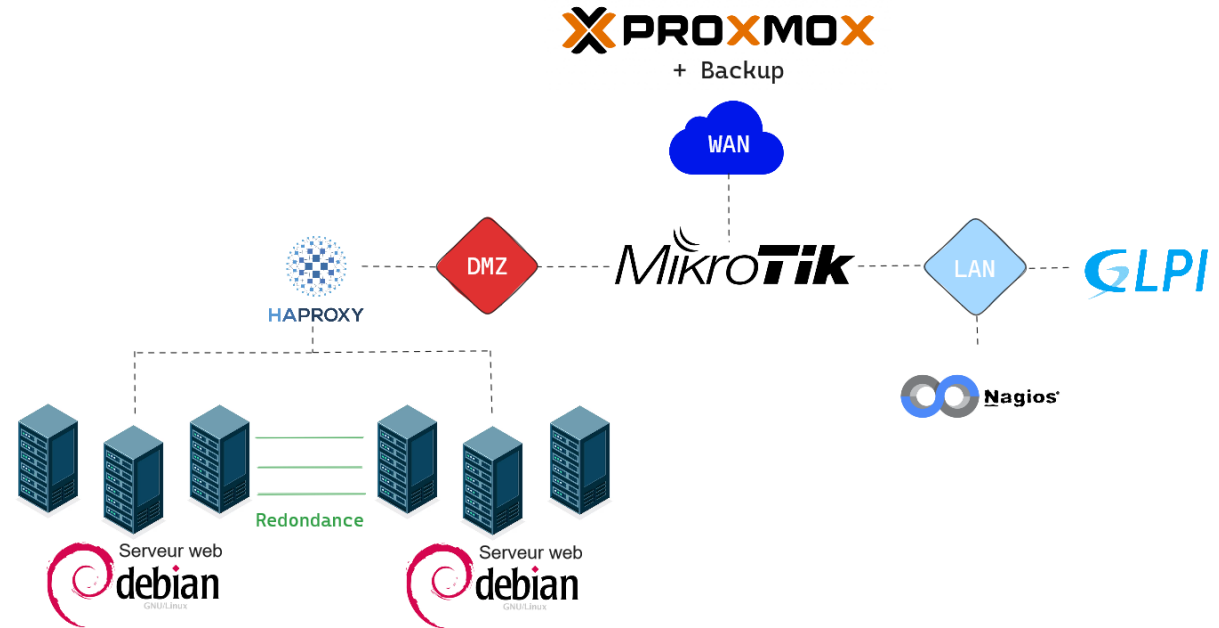 PROXMOX
+ Backup
WAN
HAPROXY
DMZ
MikroTik
LAN
GLPI
Nagios®
Redondance
Serveur web
debian
GNU/Linux
Serveur web
debian
GNU/Linux